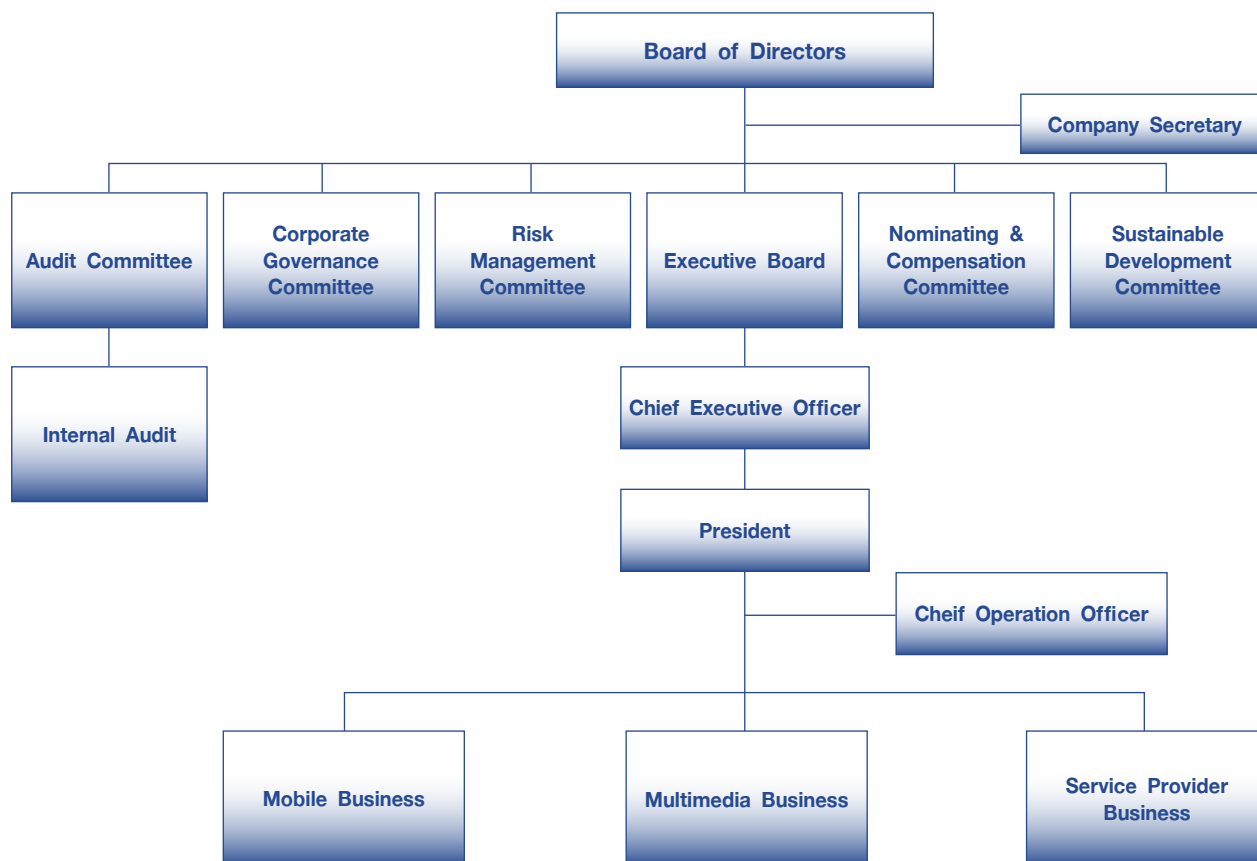 Board of Directors
Company Secretary
Audit Committee
Corporate
Governance
Committee
Risk
Management
Committee
Executive Board
Nominating &
Compensation
Committee
Sustainable
Development
Committee
Internal Audit
Chief Executive Officer
President
Cheif Operation Officer
Mobile Business
Multimedia Business
Service Provider
Business